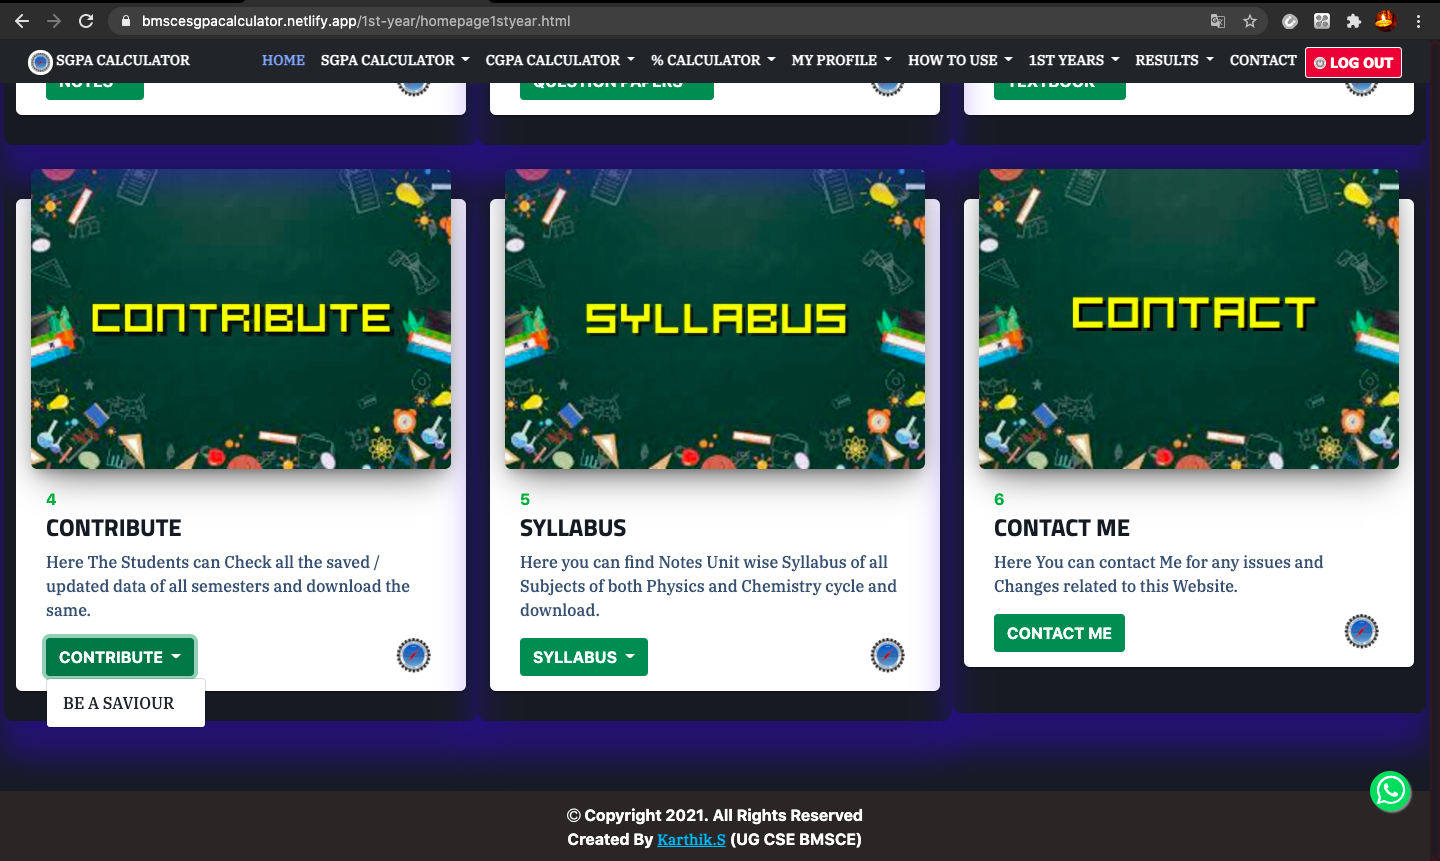 bmscesgpacalculator.netlify.app/1st-year/homepage1styear.html
SGPA CALCULATOR HOME SGPA CALCULATOR CGPA CALCULATOR % CALCULATOR MY PROFILE HOW TO USE 1ST YEARS RESULTS CONTACT LOG OUT
NOTES QUESTION PAPERS TEXTBOOK
CONTRIBUTE
SYLLABUS
CONTACT
4
CONTRIBUTE
Here The Students can Check all the saved /
updated data of all semesters and download the
same.
CONTRIBUTE
BE A SAVIOUR
5
SYLLABUS
Here you can find Notes Unit wise Syllabus of all
Subjects of both Physics and Chemistry cycle and
download.
SYLLABUS
6
CONTACT ME
Here You can contact Me for any issues and
Changes related to this Website.
CONTACT ME
© Copyright 2021. All Rights Reserved
Created By Karthik.S (UG CSE BMSCE)